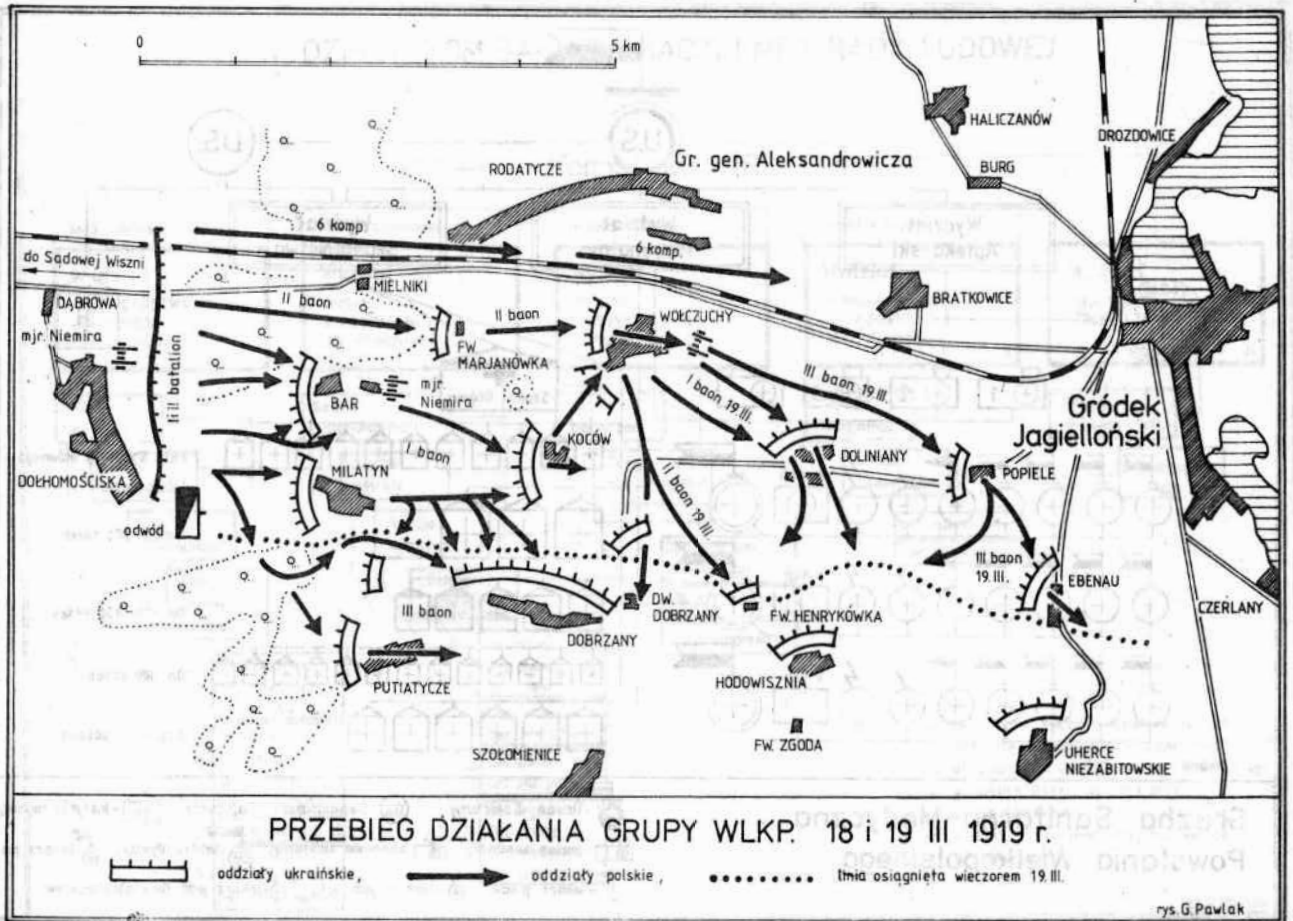 0 5 km
HALICZANÓW
DROZDOWICE
BURG
Gr. gen. Aleksandrowicza
RODATYCZE
6 komp.
6 komp.
do Sądowej Wiszni
DĄBROWA
MIELNIKI
BRATKOWICE
II baon
II baon
WOŁCZUCHY
mjr. Niemira
FW. MARJANÓWKA
mjr. Niemira
BAR
I i II batalion
III baon 19.III.
I baon 19.III.
Gródek
Jagielloński
KOCÓW
I baon
DOLINIANY
POPIELE
MILATYN
DOŁHOMOŚCISKA
II baon 19.III.
odwód
III baon
19.III.
EBENAU
CZERLANY
DW.
DOBRZANY
FW. HENRYKÓWKA
III baon
DOBRZANY
PUTIATYCZE
HODOWISZNIA
FW. ZGODA
SZOŁOMIENICE
UHERCE
NIEZABITOWSKIE
PRZEBIEG DZIAŁANIA GRUPY WLKP. 18 i 19 III 1919 r.
oddziały ukraińskie, oddziały polskie, linia osiągnięta wieczorem 19.III.
rys. G. Pawlak